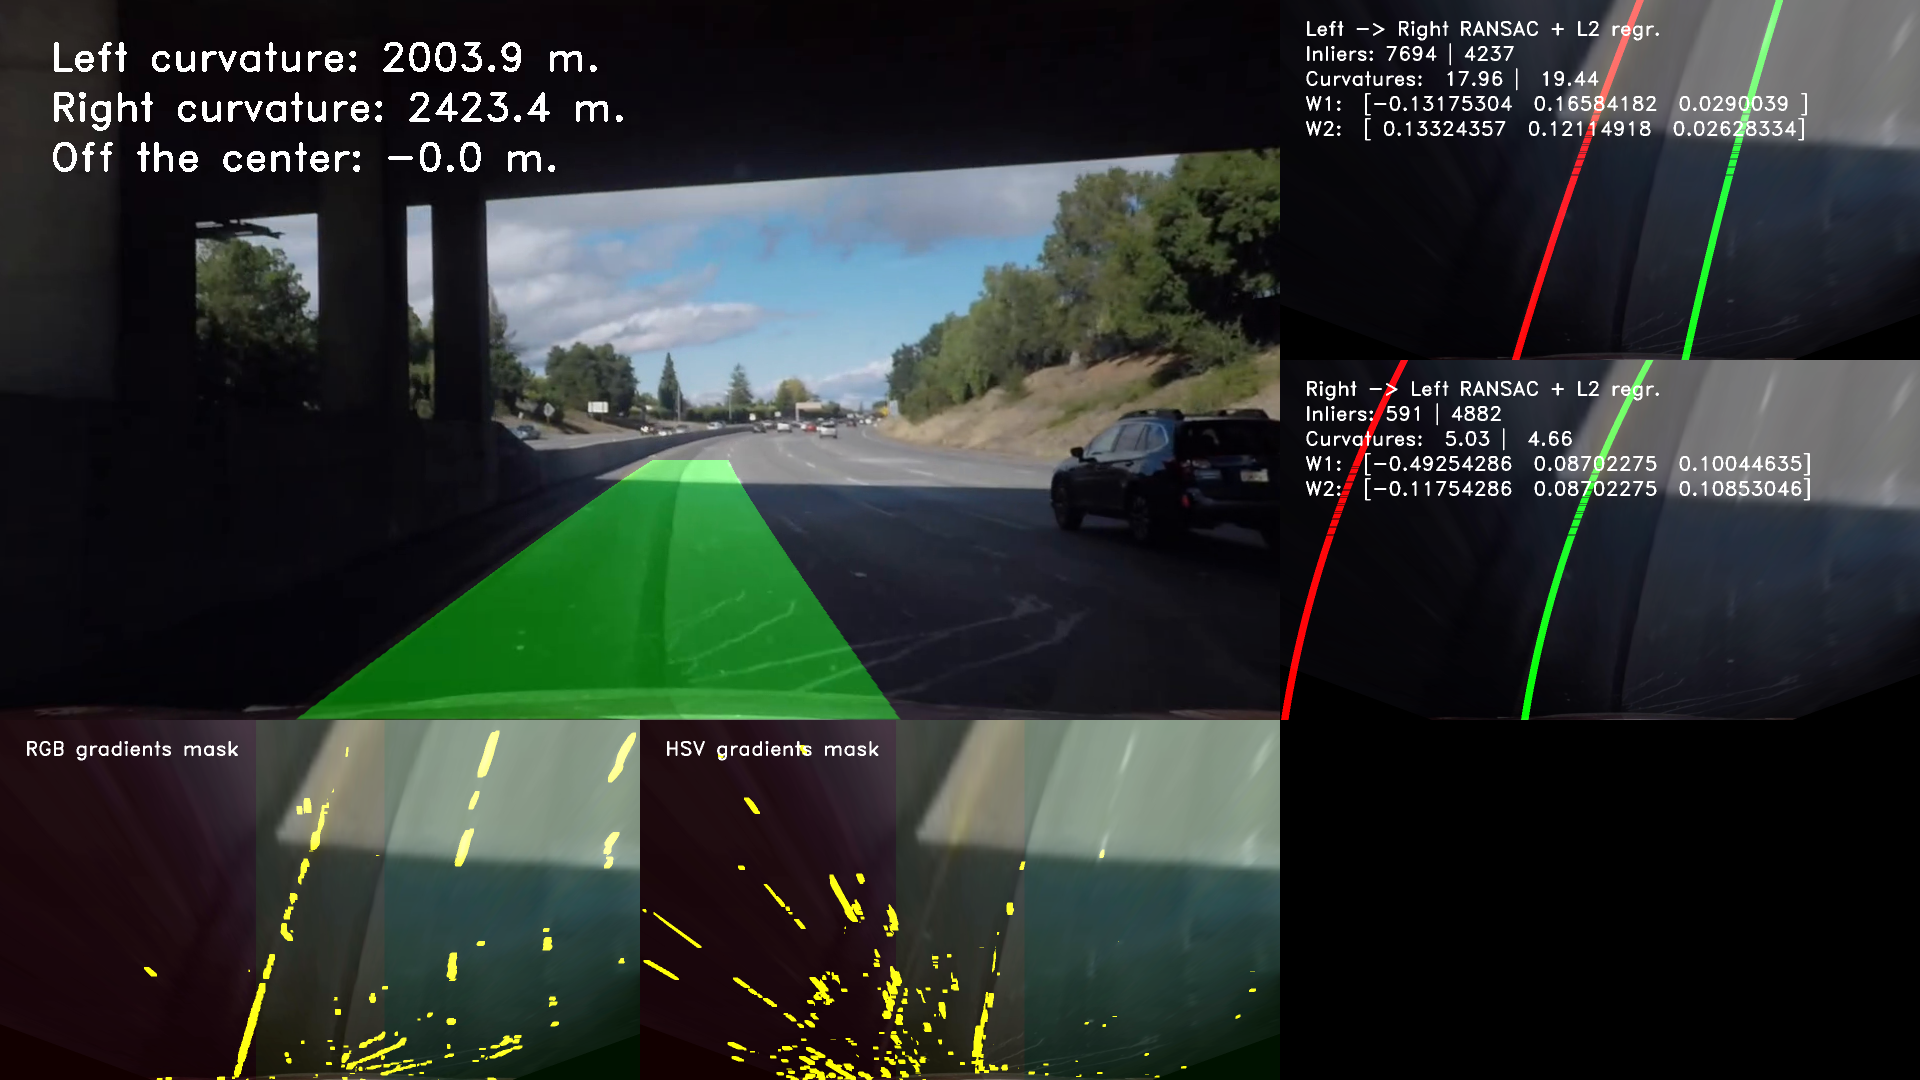 Left curvature: 2003.9 m.
Right curvature: 2423.4 m.
Off the center: -0.0 m.
Left -> Right RANSAC + L2 regr.
Inliers: 7694 | 4237
Curvatures: 17.96 | 19.44
W1: [-0.13175304 0.16584182 0.0290039 ]
W2: [ 0.13324357 0.12114918 0.02628334]
Right -> Left RANSAC + L2 regr.
Inliers: 591 | 4882
Curvatures: 5.03 | 4.66
W1: [-0.49254286 0.08702275 0.10044635]
W2: [-0.11754286 0.08702275 0.10853046]
RGB gradients mask
HSV gradients mask